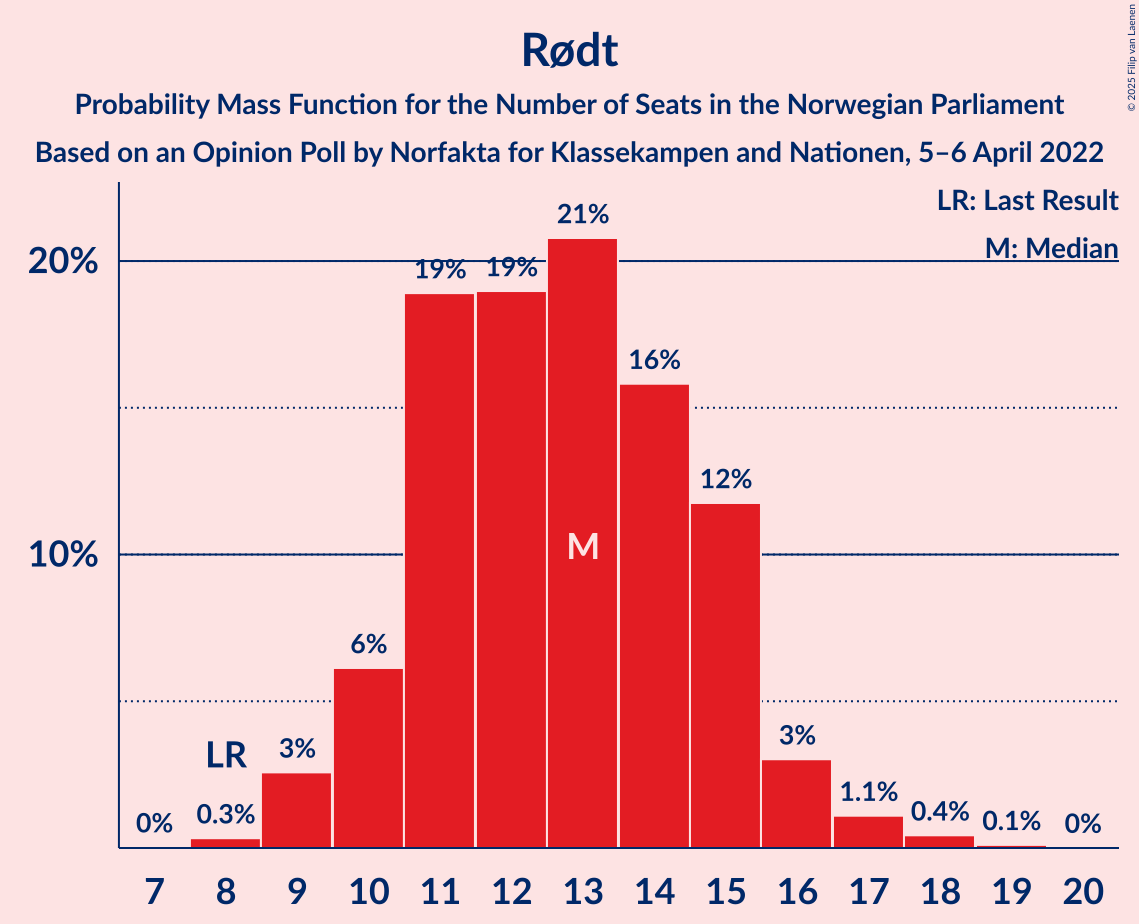 Rødt
Probability Mass Function for the Number of Seats in the Norwegian Parliament
Based on an Opinion Poll by Norfakta for Klassekampen and Nationen, 5–6 April 2022
© 2025 Filip van Laenen
LR: Last Result
M: Median
20%
10%
0%
0.3%
LR
3%
6%
19%
19%
21%
M
16%
12%
3%
1.1%
0.4%
0.1%
0%
7 8 9 10 11 12 13 14 15 16 17 18 19 20